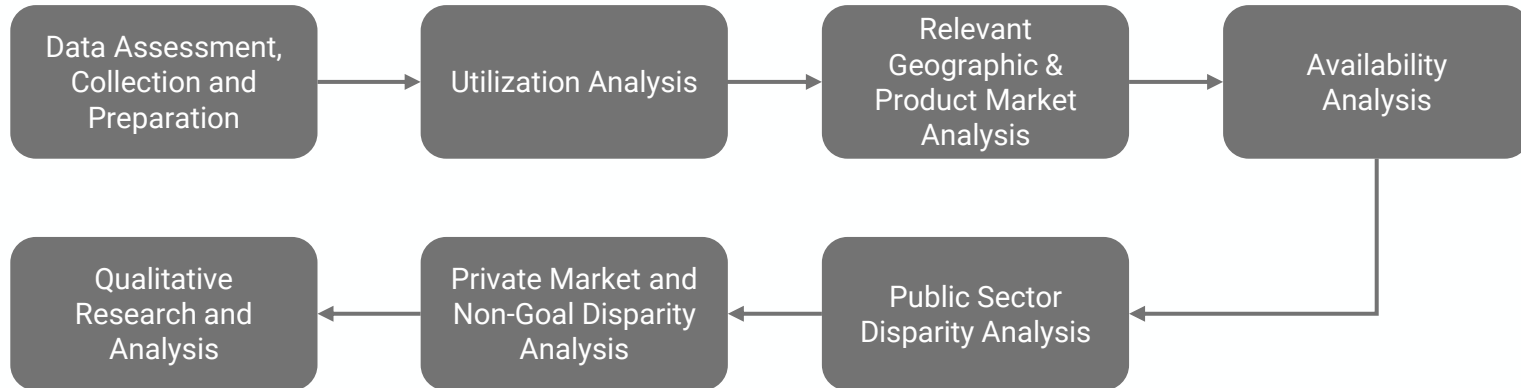 Data Assessment,
Collection and
Preparation
Utilization Analysis
Relevant
Geographic &
Product Market
Analysis
Availability
Analysis
Public Sector
Disparity Analysis
Private Market and
Non-Goal Disparity
Analysis
Qualitative
Research and
Analysis